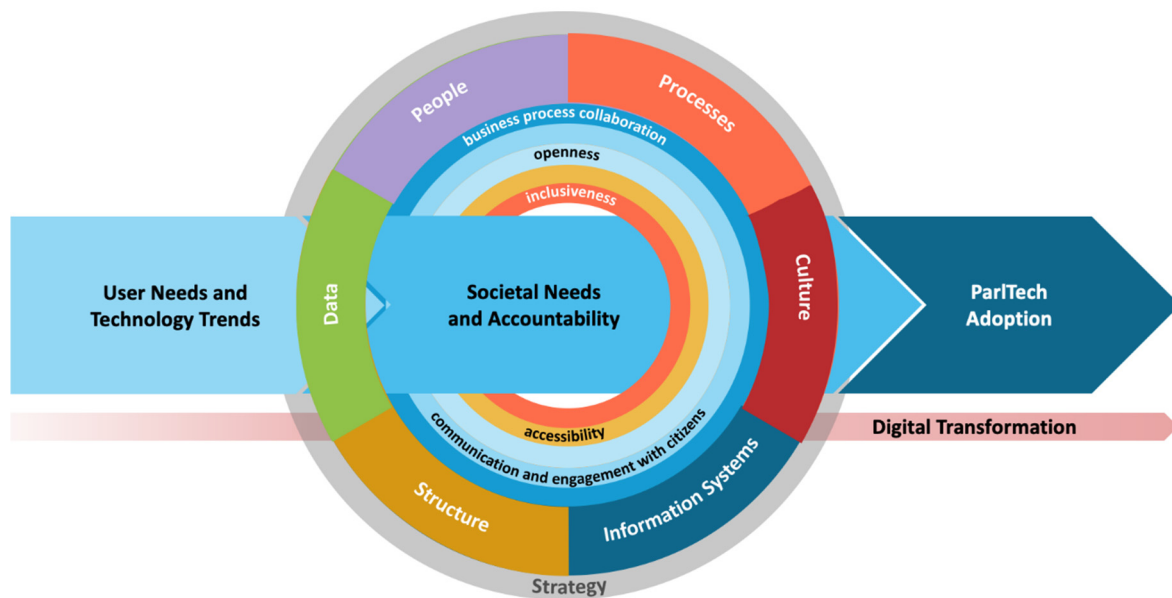 People
Processes
business process collaboration
openness
inclusiveness
User Needs and
Technology Trends
Data
Societal Needs
and Accountability
Culture
ParlTech
Adoption
accessibility
communication and engagement with citizens
Digital Transformation
Structure
Information Systems
Strategy